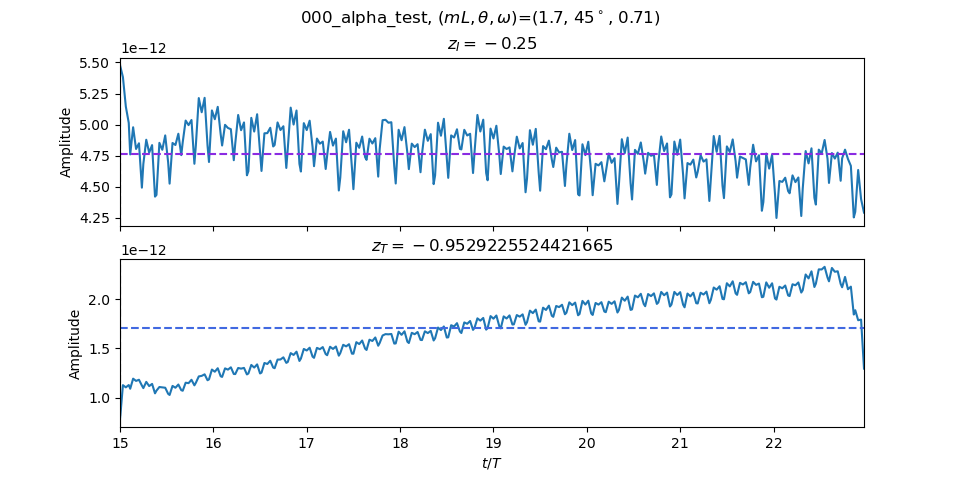 000_alpha_test, (mL, θ, ω)=(1.7, 45°, 0.71)
z_I = −0.25
1e−12
5.50
5.25
5.00
4.75
4.50
4.25
Amplitude
z_T = −0.9529225524421665
1e−12
2.0
1.5
1.0
Amplitude
15 16 17 18 19 20 21 22
t/T